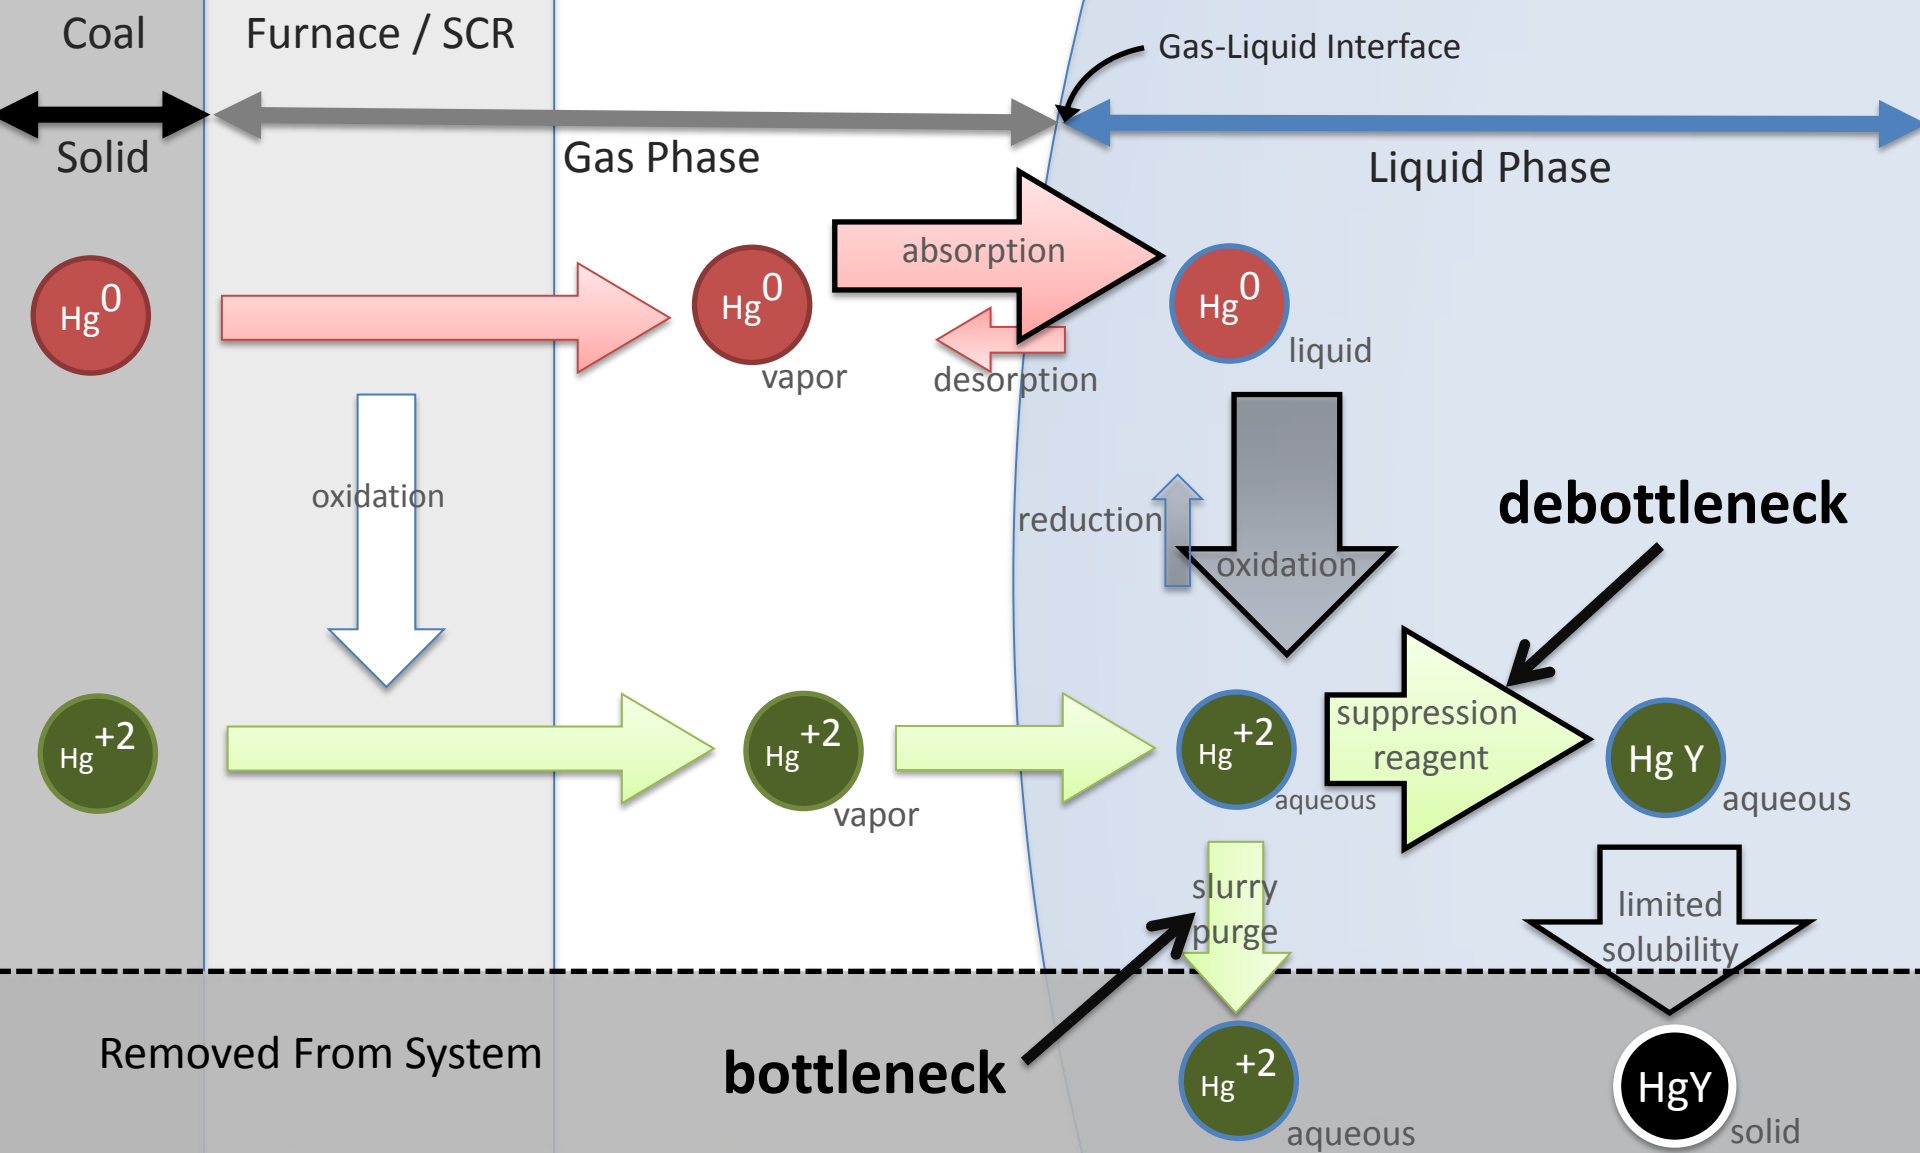 Coal
Furnace / SCR
Gas-Liquid Interface
Solid
Gas Phase
Liquid Phase
absorption
Hg0
Hg0
vapor
Hg0
liquid
desorption
oxidation
reduction
oxidation
debottleneck
Hg+2
Hg+2
vapor
Hg+2
aqueous
suppression
reagent
Hg Y
aqueous
slurry
purge
limited
solubility
Removed From System
bottleneck
Hg+2
aqueous
HgY
solid